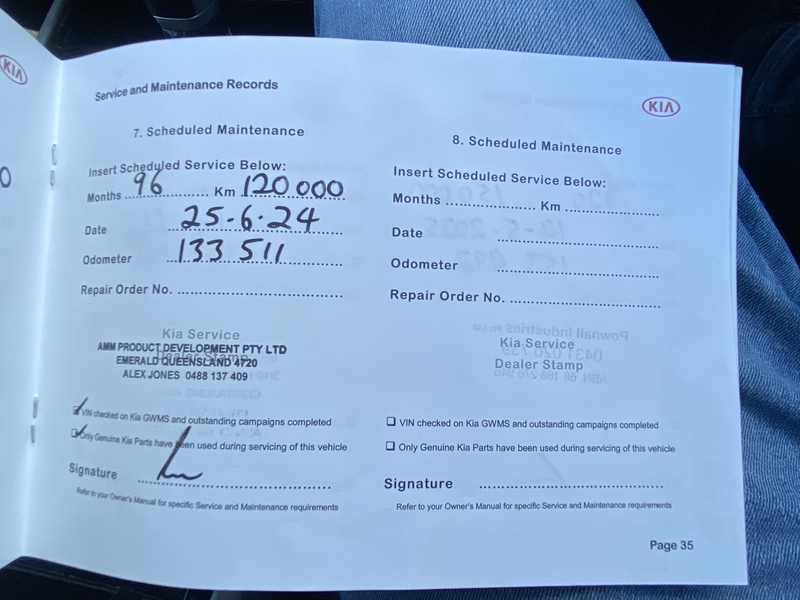 KIA
Service and Maintenance Records
7. Scheduled Maintenance
Insert Scheduled Service Below:
Months 96 Km 120 000
Date 25-6-24
Odometer 133 511
Repair Order No.
Kia Service
Dealer Stamp
AMM PRODUCT DEVELOPMENT PTY LTD
EMERALD QUEENSLAND 4720
ALEX JONES 0488 137 409
VIN checked on Kia GWMS and outstanding campaigns completed
Only Genuine Kia Parts have been used during servicing of this vehicle
Signature
Refer to your Owner's Manual for specific Service and Maintenance requirements
KIA
8. Scheduled Maintenance
Insert Scheduled Service Below:
Months Km
Date
Odometer
Repair Order No.
Kia Service
Dealer Stamp
VIN checked on Kia GWMS and outstanding campaigns completed
Only Genuine Kia Parts have been used during servicing of this vehicle
Signature
Refer to your Owner's Manual for specific Service and Maintenance requirements
Page 35